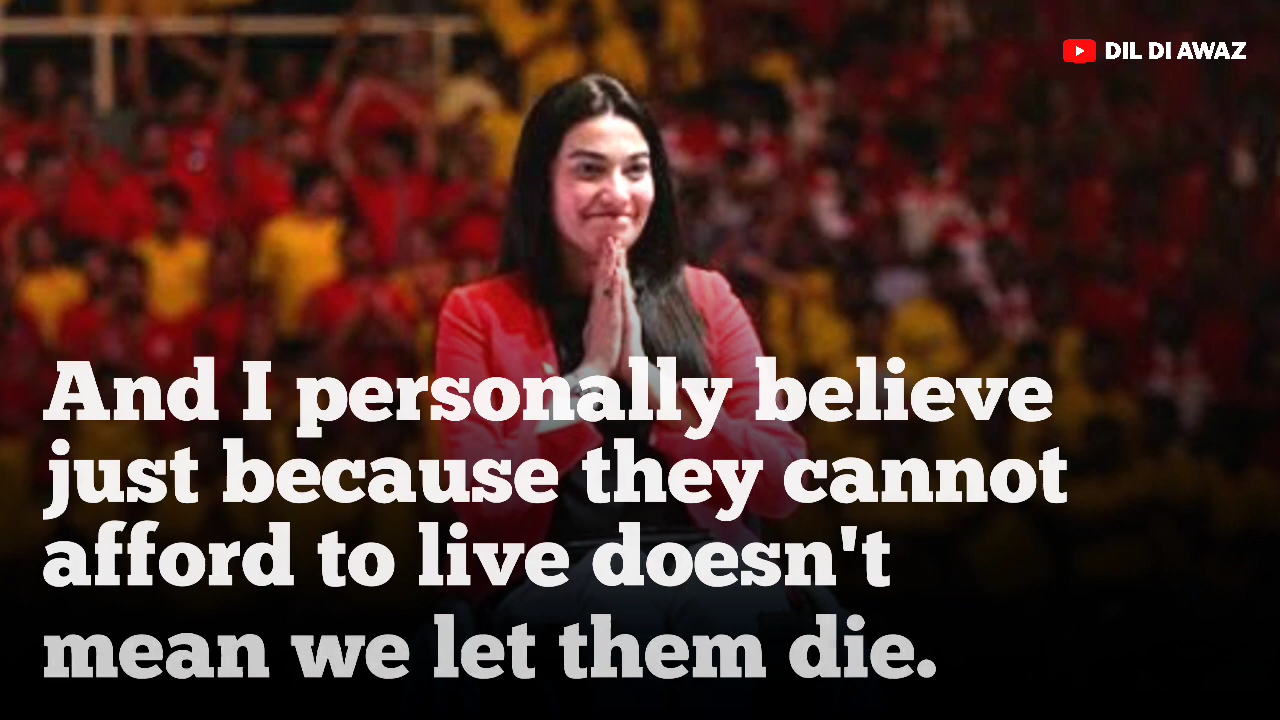 DIL DI AWAZ
And I personally believe
just because they cannot
afford to live doesn't
mean we let them die.